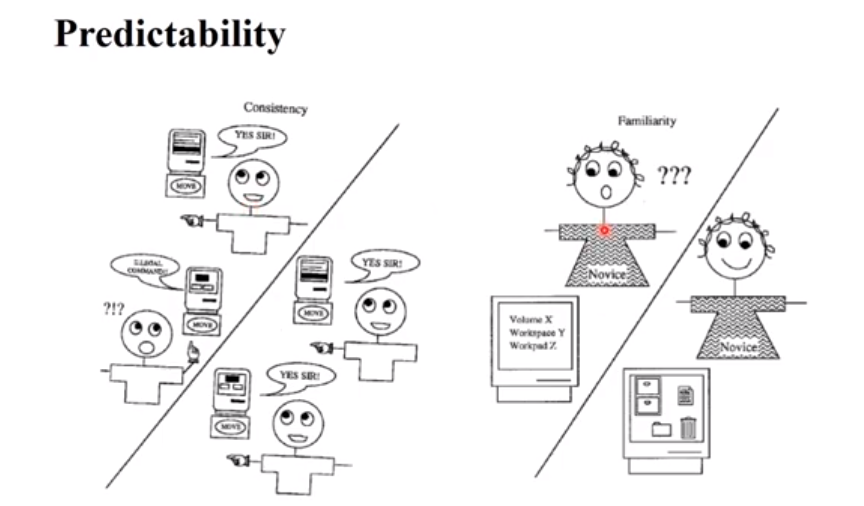 Predictability
Consistency
YES SIR!
MOVE
ILLEGAL
COMMAND!
MOVE
?!?
YES SIR!
MOVE
YES SIR!
MOVE
Familiarity
???
Novice
Volume X
Workspace Y
Workpad Z
Novice